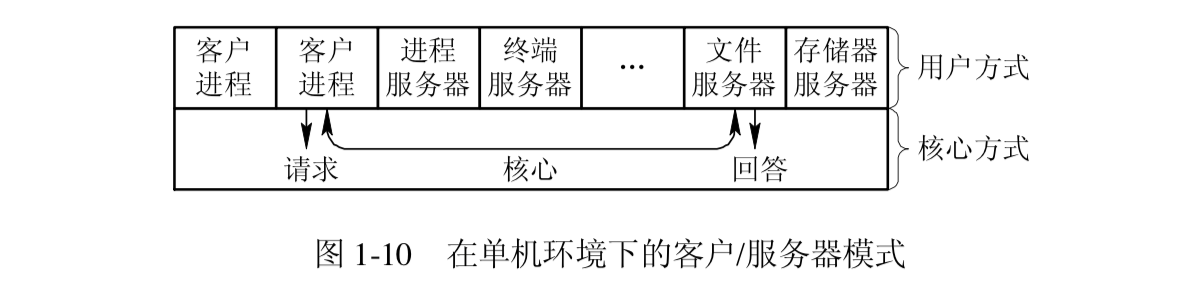 客户 客户 进程 终端 … 文件 存储器
进程 进程 服务器 服务器 服务器 服务器
用户方式
请求 核心 回答
核心方式
图 1-10 在单机环境下的客户/服务器模式